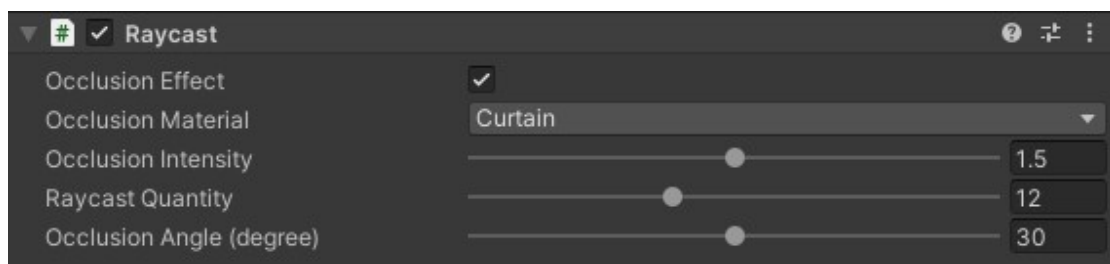 # Raycast
Occlusion Effect
Occlusion Material Curtain
Occlusion Intensity 1.5
Raycast Quantity 12
Occlusion Angle (degree) 30